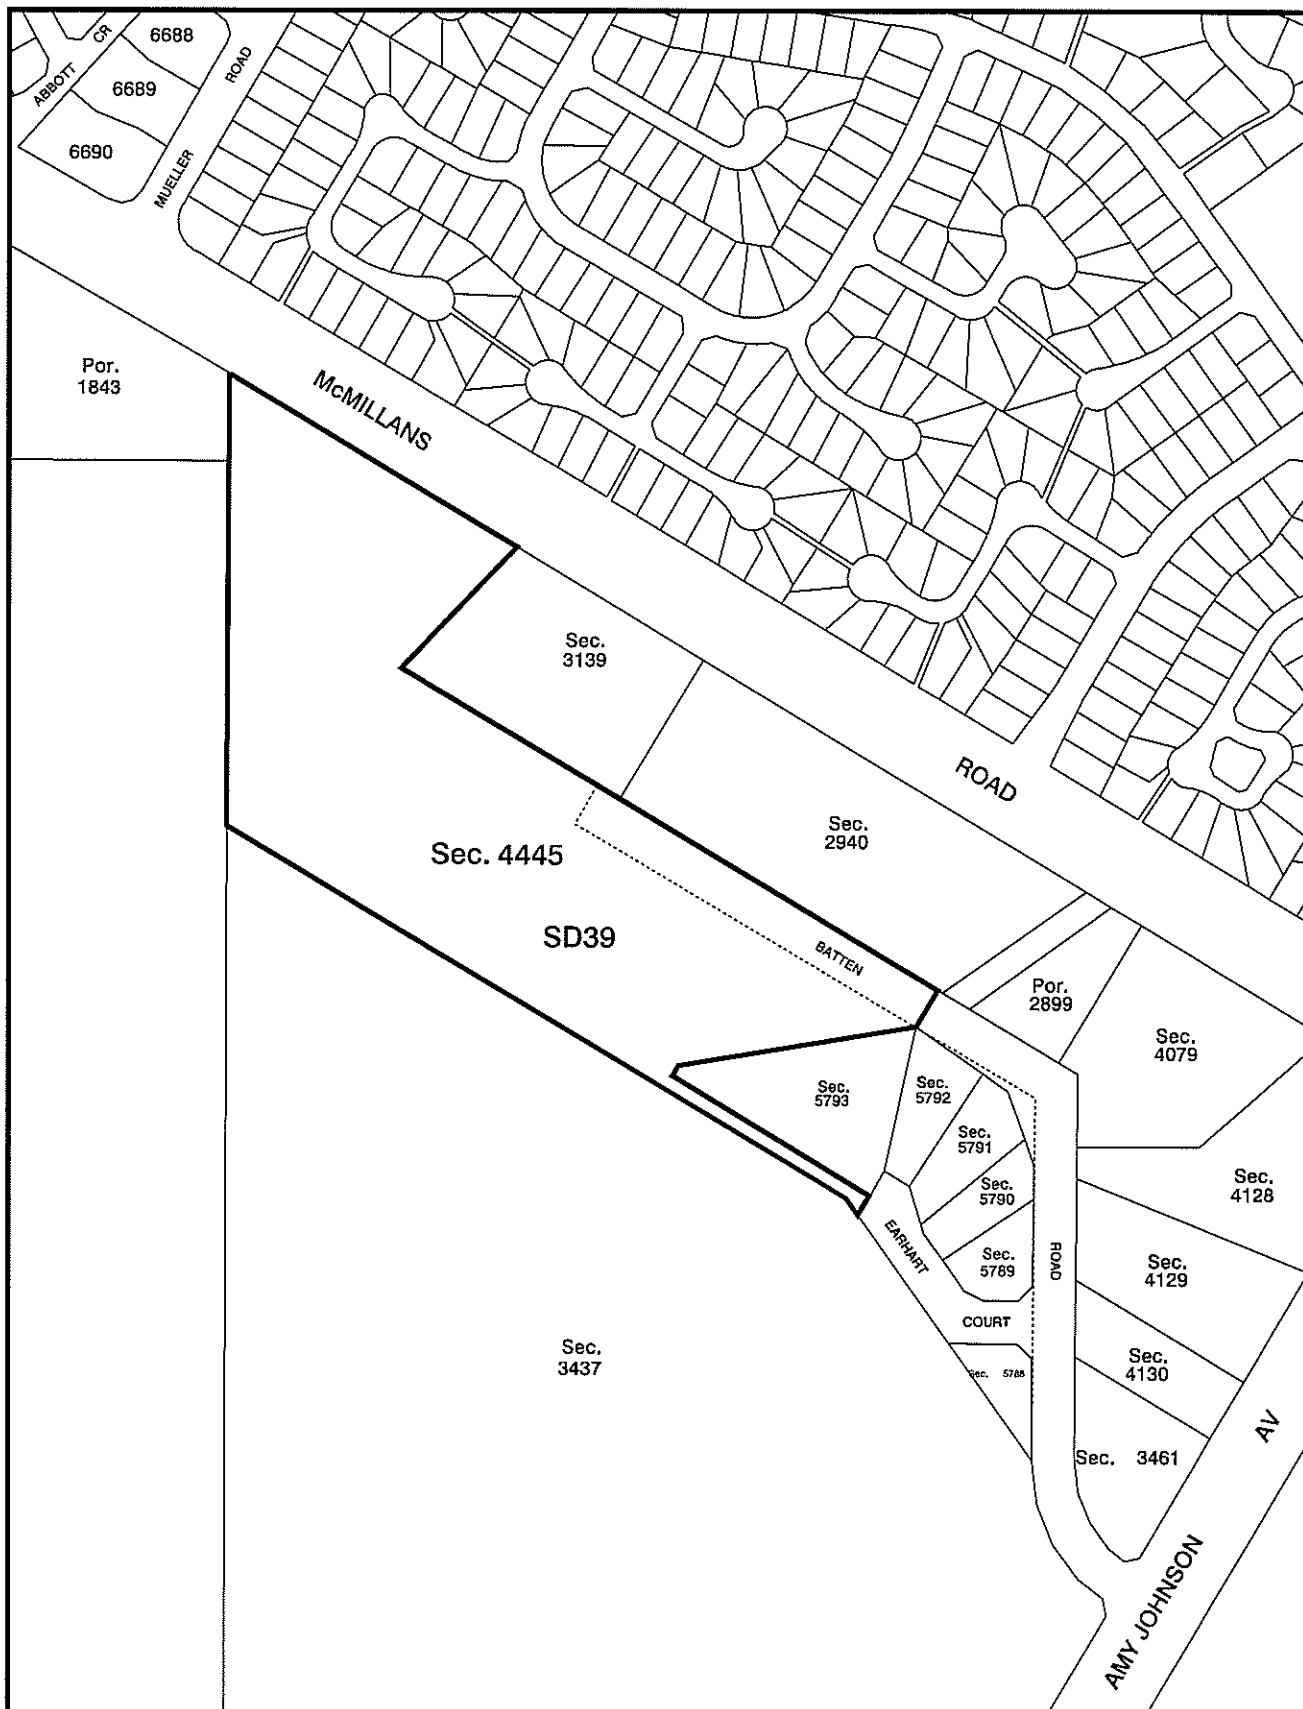 ABBOTT CR
6688
ROAD
6689
6690
MUELLER
Por.
1843
McMILLANS
Sec.
3139
ROAD
Sec.
2940
Sec. 4445
SD39
BATTEN
Por.
2899
Sec.
4079
Sec.
5793
Sec.
5792
Sec.
5791
Sec.
5790
Sec.
4128
EARHART
ROAD
Sec.
5789
Sec.
4129
COURT
Sec.
3437
Sec. 5788
Sec.
4130
AV
Sec. 3461
AMY JOHNSON